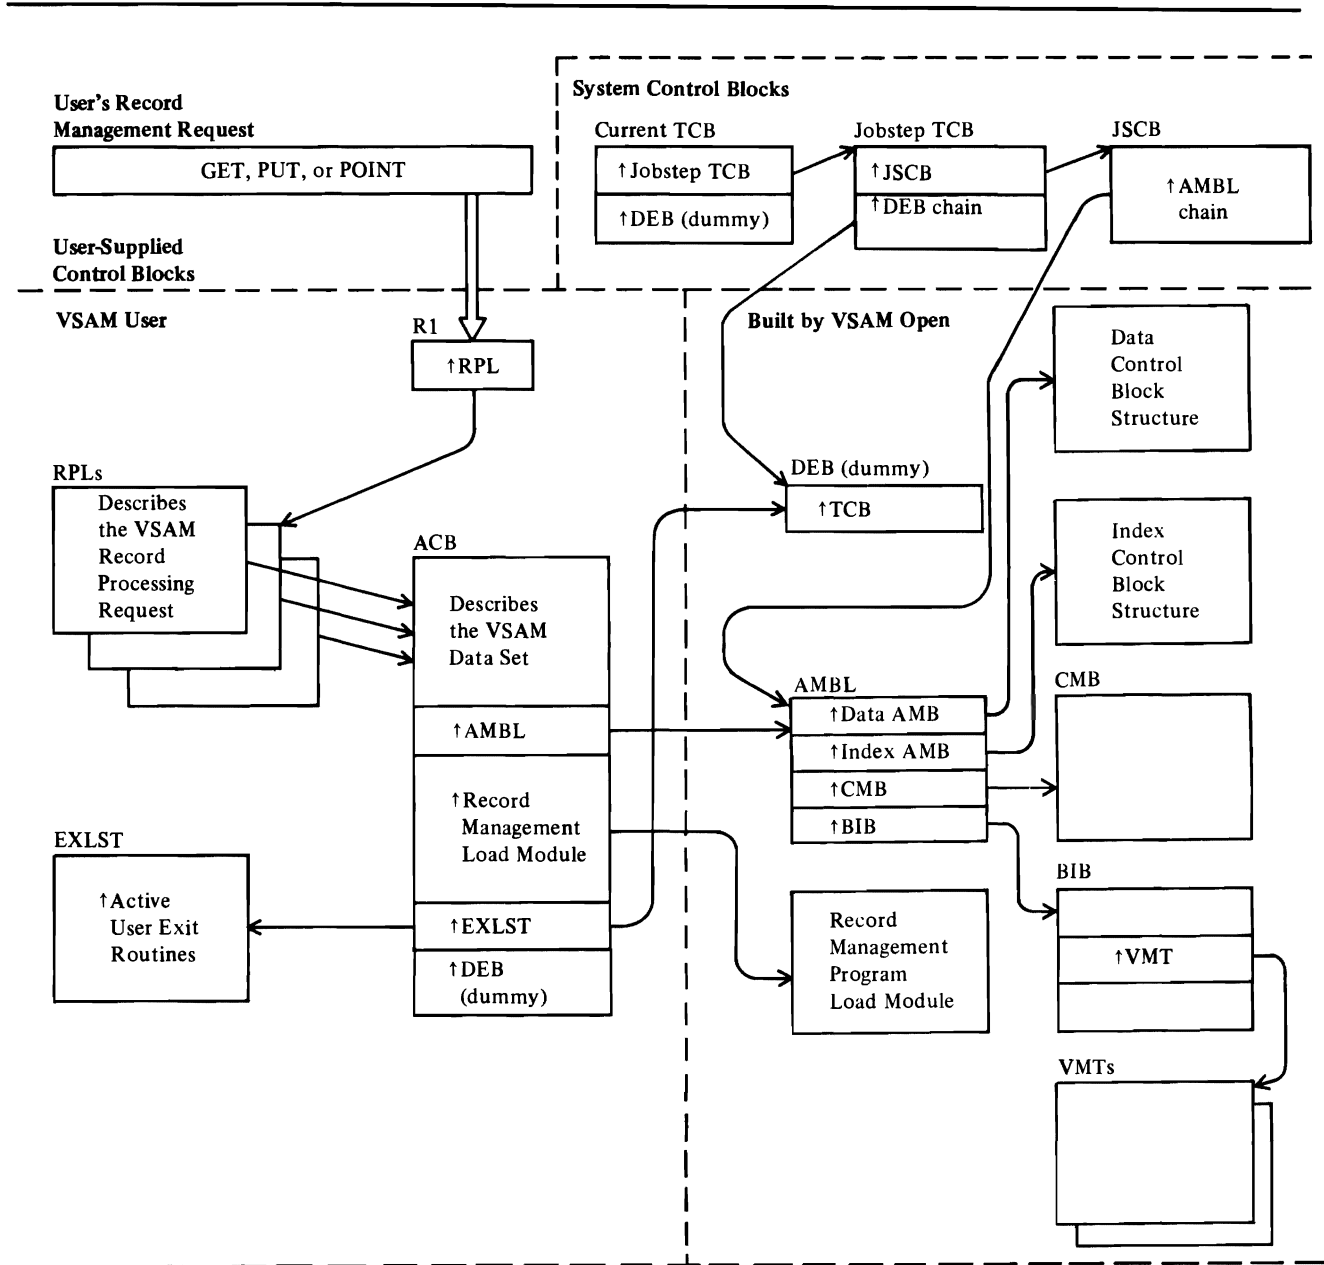 User's Record
Management Request
GET, PUT, or POINT
User-Supplied
Control Blocks
System Control Blocks
Current TCB
↑Jobstep TCB
↑DEB (dummy)
Jobstep TCB
↑JSCB
↑DEB chain
JSCB
↑AMBL
chain
VSAM User
R1
↑RPL
RPLs
Describes
the VSAM
Record
Processing
Request
ACB
Describes
the VSAM
Data Set
↑AMBL
↑Record
Management
Load Module
↑EXLST
↑DEB
(dummy)
EXLST
↑Active
User Exit
Routines
Built by VSAM Open
DEB (dummy)
↑TCB
AMBL
↑Data AMB
↑Index AMB
↑CMB
↑BIB
Record
Management
Program
Load Module
Data
Control
Block
Structure
Index
Control
Block
Structure
CMB
BIB
↑VMT
VMTs